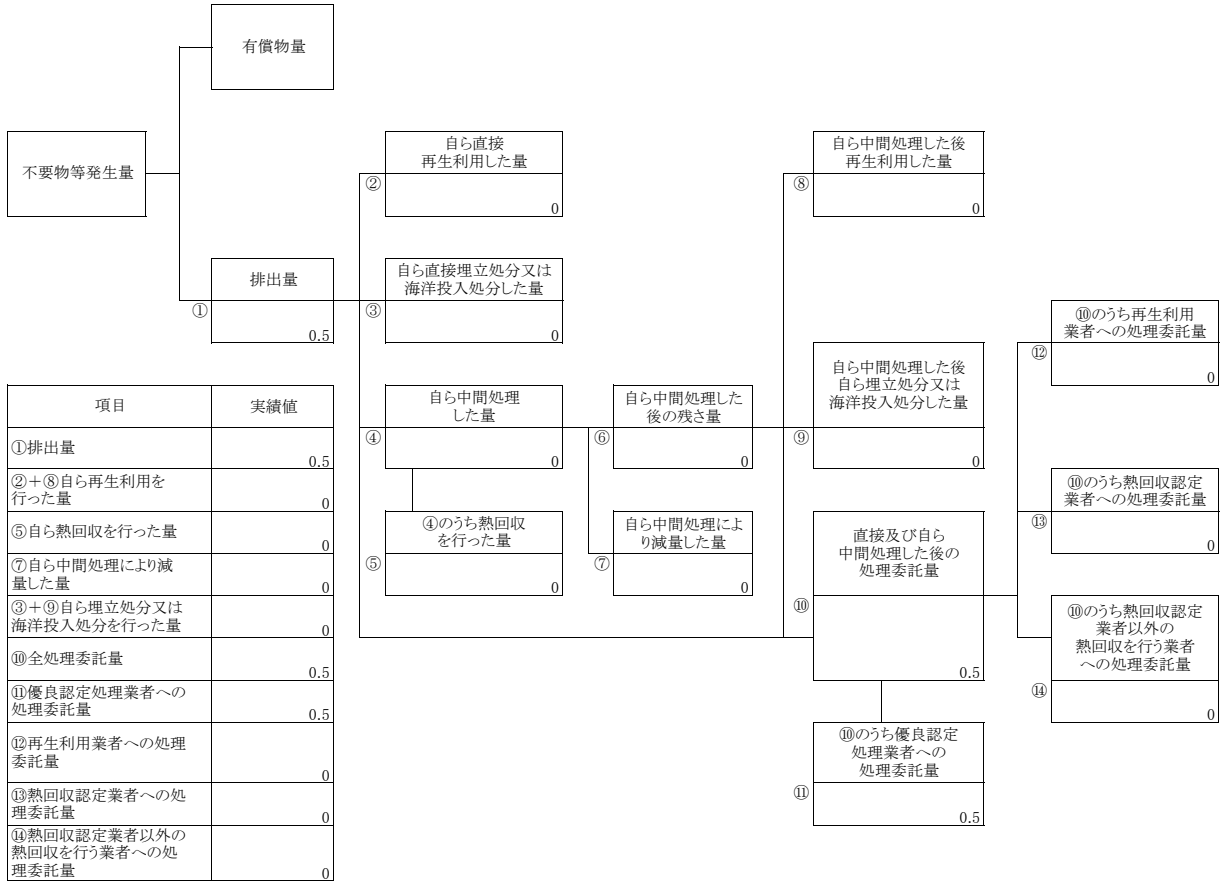 有償物量
不要物等発生量
自ら直接
再生利用した量
②
0
自ら中間処理した後
再生利用した量
⑧
0
排出量
①
0.5
自ら直接埋立処分又は
海洋投入処分した量
③
0
⑩のうち再生利用
業者への処理委託量
⑫
0
自ら中間処理した後
自ら埋立処分又は
海洋投入処分した量
⑨
0
自ら中間処理
した量
④
0
自ら中間処理した
後の残さ量
⑥
0
⑩のうち熱回収認定
業者への処理委託量
⑬
0
④のうち熱回収
を行った量
⑤
0
自ら中間処理によ
り減量した量
⑦
0
直接及び自ら
中間処理した後の
処理委託量
⑩
0.5
⑩のうち熱回収認定
業者以外の
熱回収を行う業者
への処理委託量
⑭
0
⑩のうち優良認定
処理業者への
処理委託量
⑪
0.5
項目 実績値
①排出量
0.5
②+⑧自ら再生利用を
行った量
0
⑤自ら熱回収を行った量
0
⑦自ら中間処理により減
量した量
0
③+⑨自ら埋立処分又は
海洋投入処分を行った量
0
⑩全処理委託量
0.5
⑪優良認定処理業者への
処理委託量
0.5
⑫再生利用業者への処理
委託量
0
⑬熱回収認定業者への処
理委託量
0
⑭熱回収認定業者以外の
熱回収を行う業者への処
理委託量
0